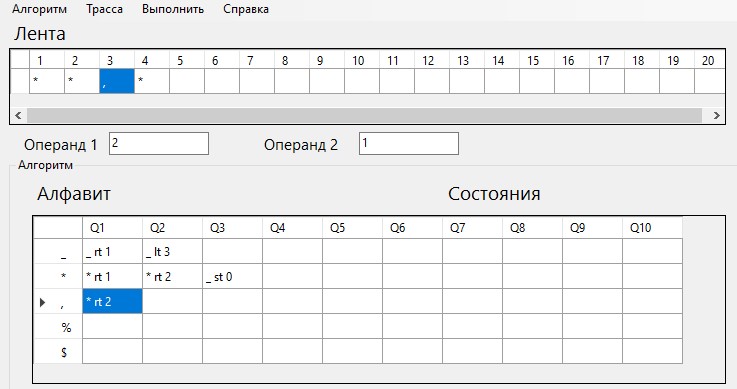 Алгоритм Трасса Выполнить Справка
Лента
1 2 3 4 5 6 7 8 9 10 11 12 13 14 15 16 17 18 19 20
* * , *
Операнд 1 2 Операнд 2 1
Алгоритм
Алфавит Состояния
Q1 Q2 Q3 Q4 Q5 Q6 Q7 Q8 Q9 Q10
_ _ rt 1 _ lt 3
* * rt 1 * rt 2 _ st 0
, * rt 2
%
$